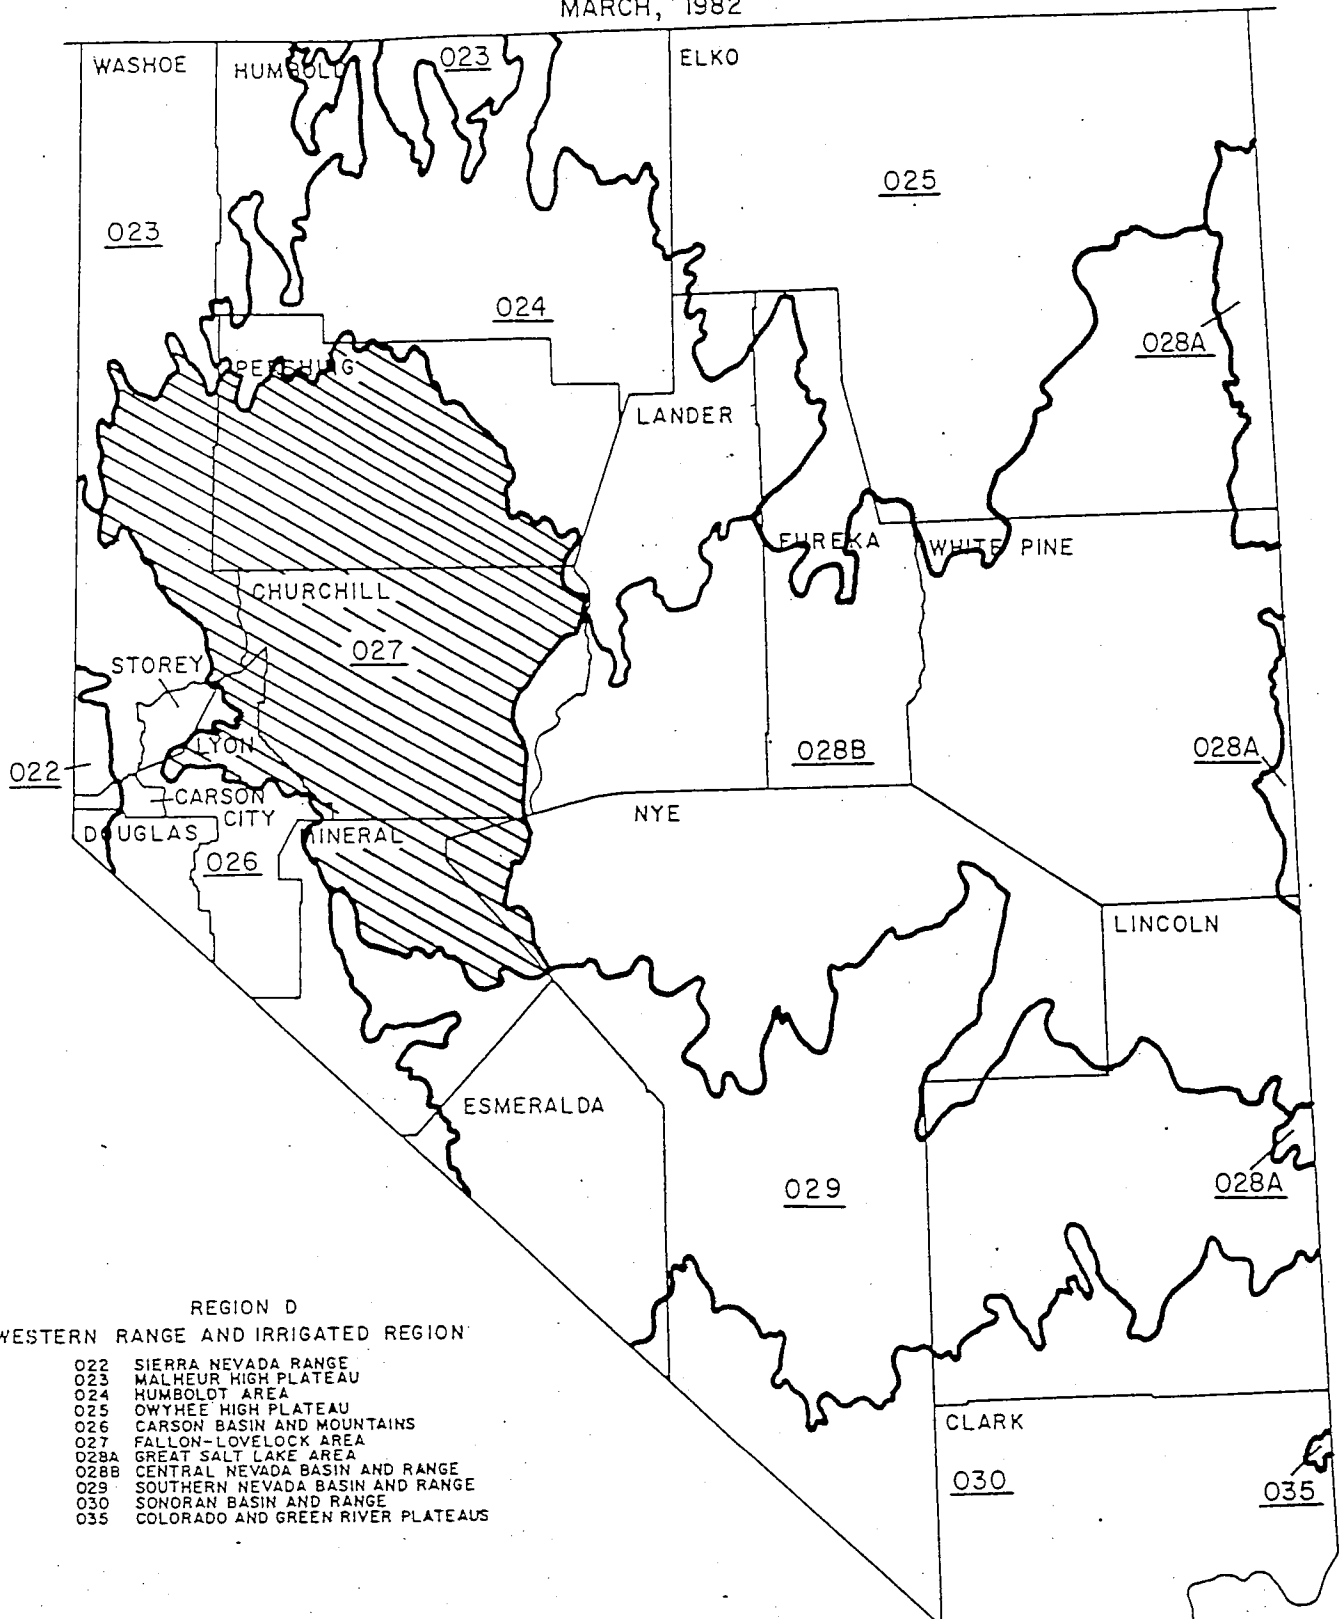 MARCH, 1982
WASHOE
HUMBOLD
023
ELKO
025
023
024
028A
PERSHING
LANDER
EUREKA
WHITE PINE
CHURCHILL
027
STOREY
LYON
028B
028A
022
CARSON
CITY
NYE
DOUGLAS
MINERAL
026
LINCOLN
ESMERALDA
029
028A
REGION D
WESTERN RANGE AND IRRIGATED REGION
022 SIERRA NEVADA RANGE
023 MALHEUR HIGH PLATEAU
024 HUMBOLDT AREA
025 OWYHEE HIGH PLATEAU
026 CARSON BASIN AND MOUNTAINS
027 FALLON-LOVELOCK AREA
028A GREAT SALT LAKE AREA
028B CENTRAL NEVADA BASIN AND RANGE
029 SOUTHERN NEVADA BASIN AND RANGE
030 SONORAN BASIN AND RANGE
035 COLORADO AND GREEN RIVER PLATEAUS
CLARK
030
035